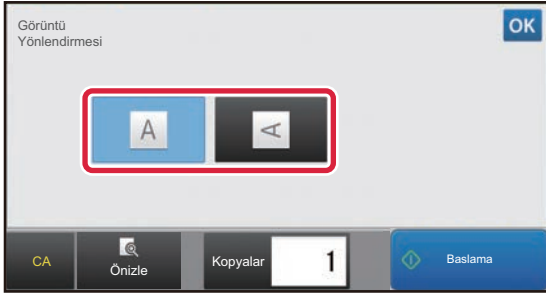 Görüntü
Yönlendirmesi
OK
A
A
CA
Önizle
Kopyalar
1
Baslama